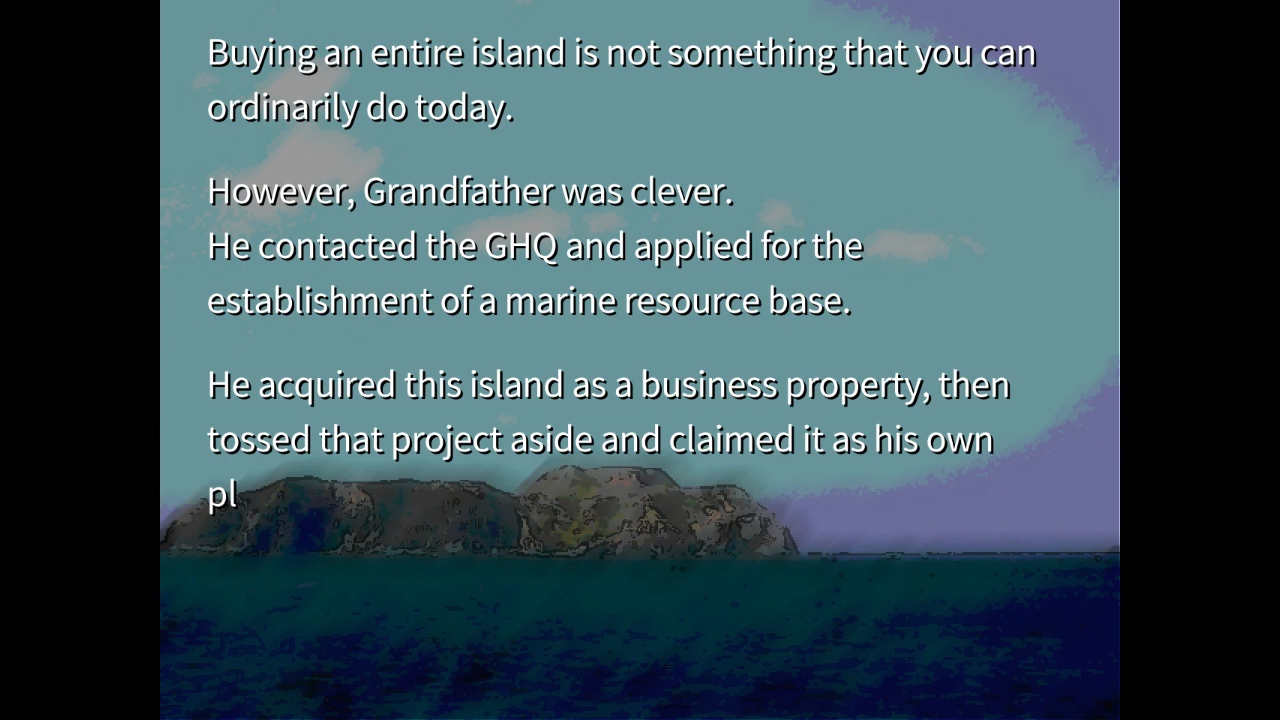 Buying an entire island is not something that you can
ordinarily do today.
However, Grandfather was clever.
He contacted the GHQ and applied for the
establishment of a marine resource base.
He acquired this island as a business property, then
tossed that project aside and claimed it as his own
pl